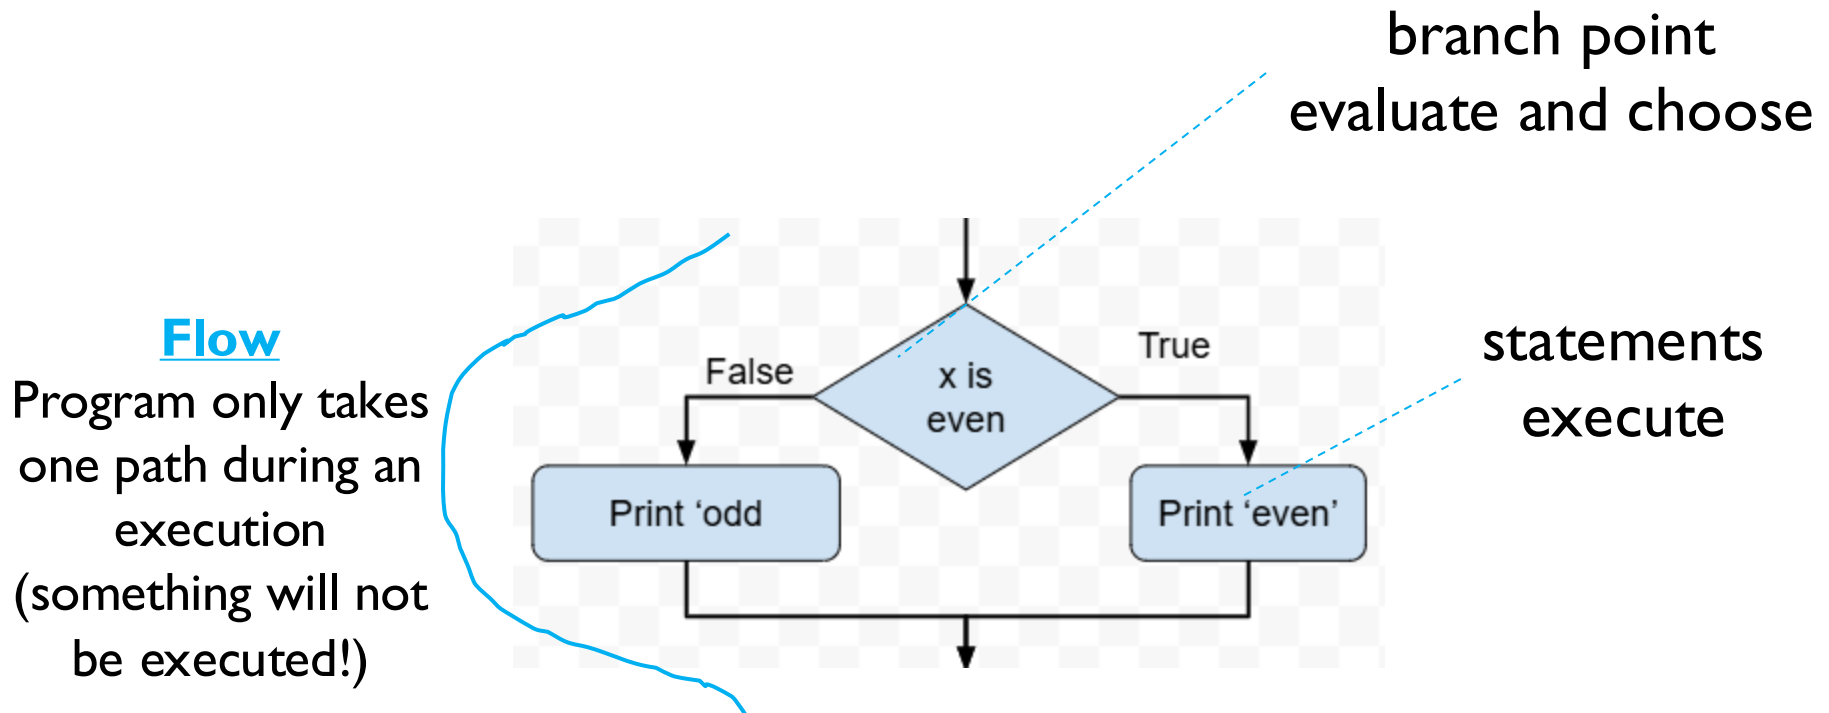 branch point
evaluate and choose
Flow
Program only takes
one path during an
execution
(something will not
be executed!)
False
x is
even
True
Print ‘odd
Print ‘even’
statements
execute